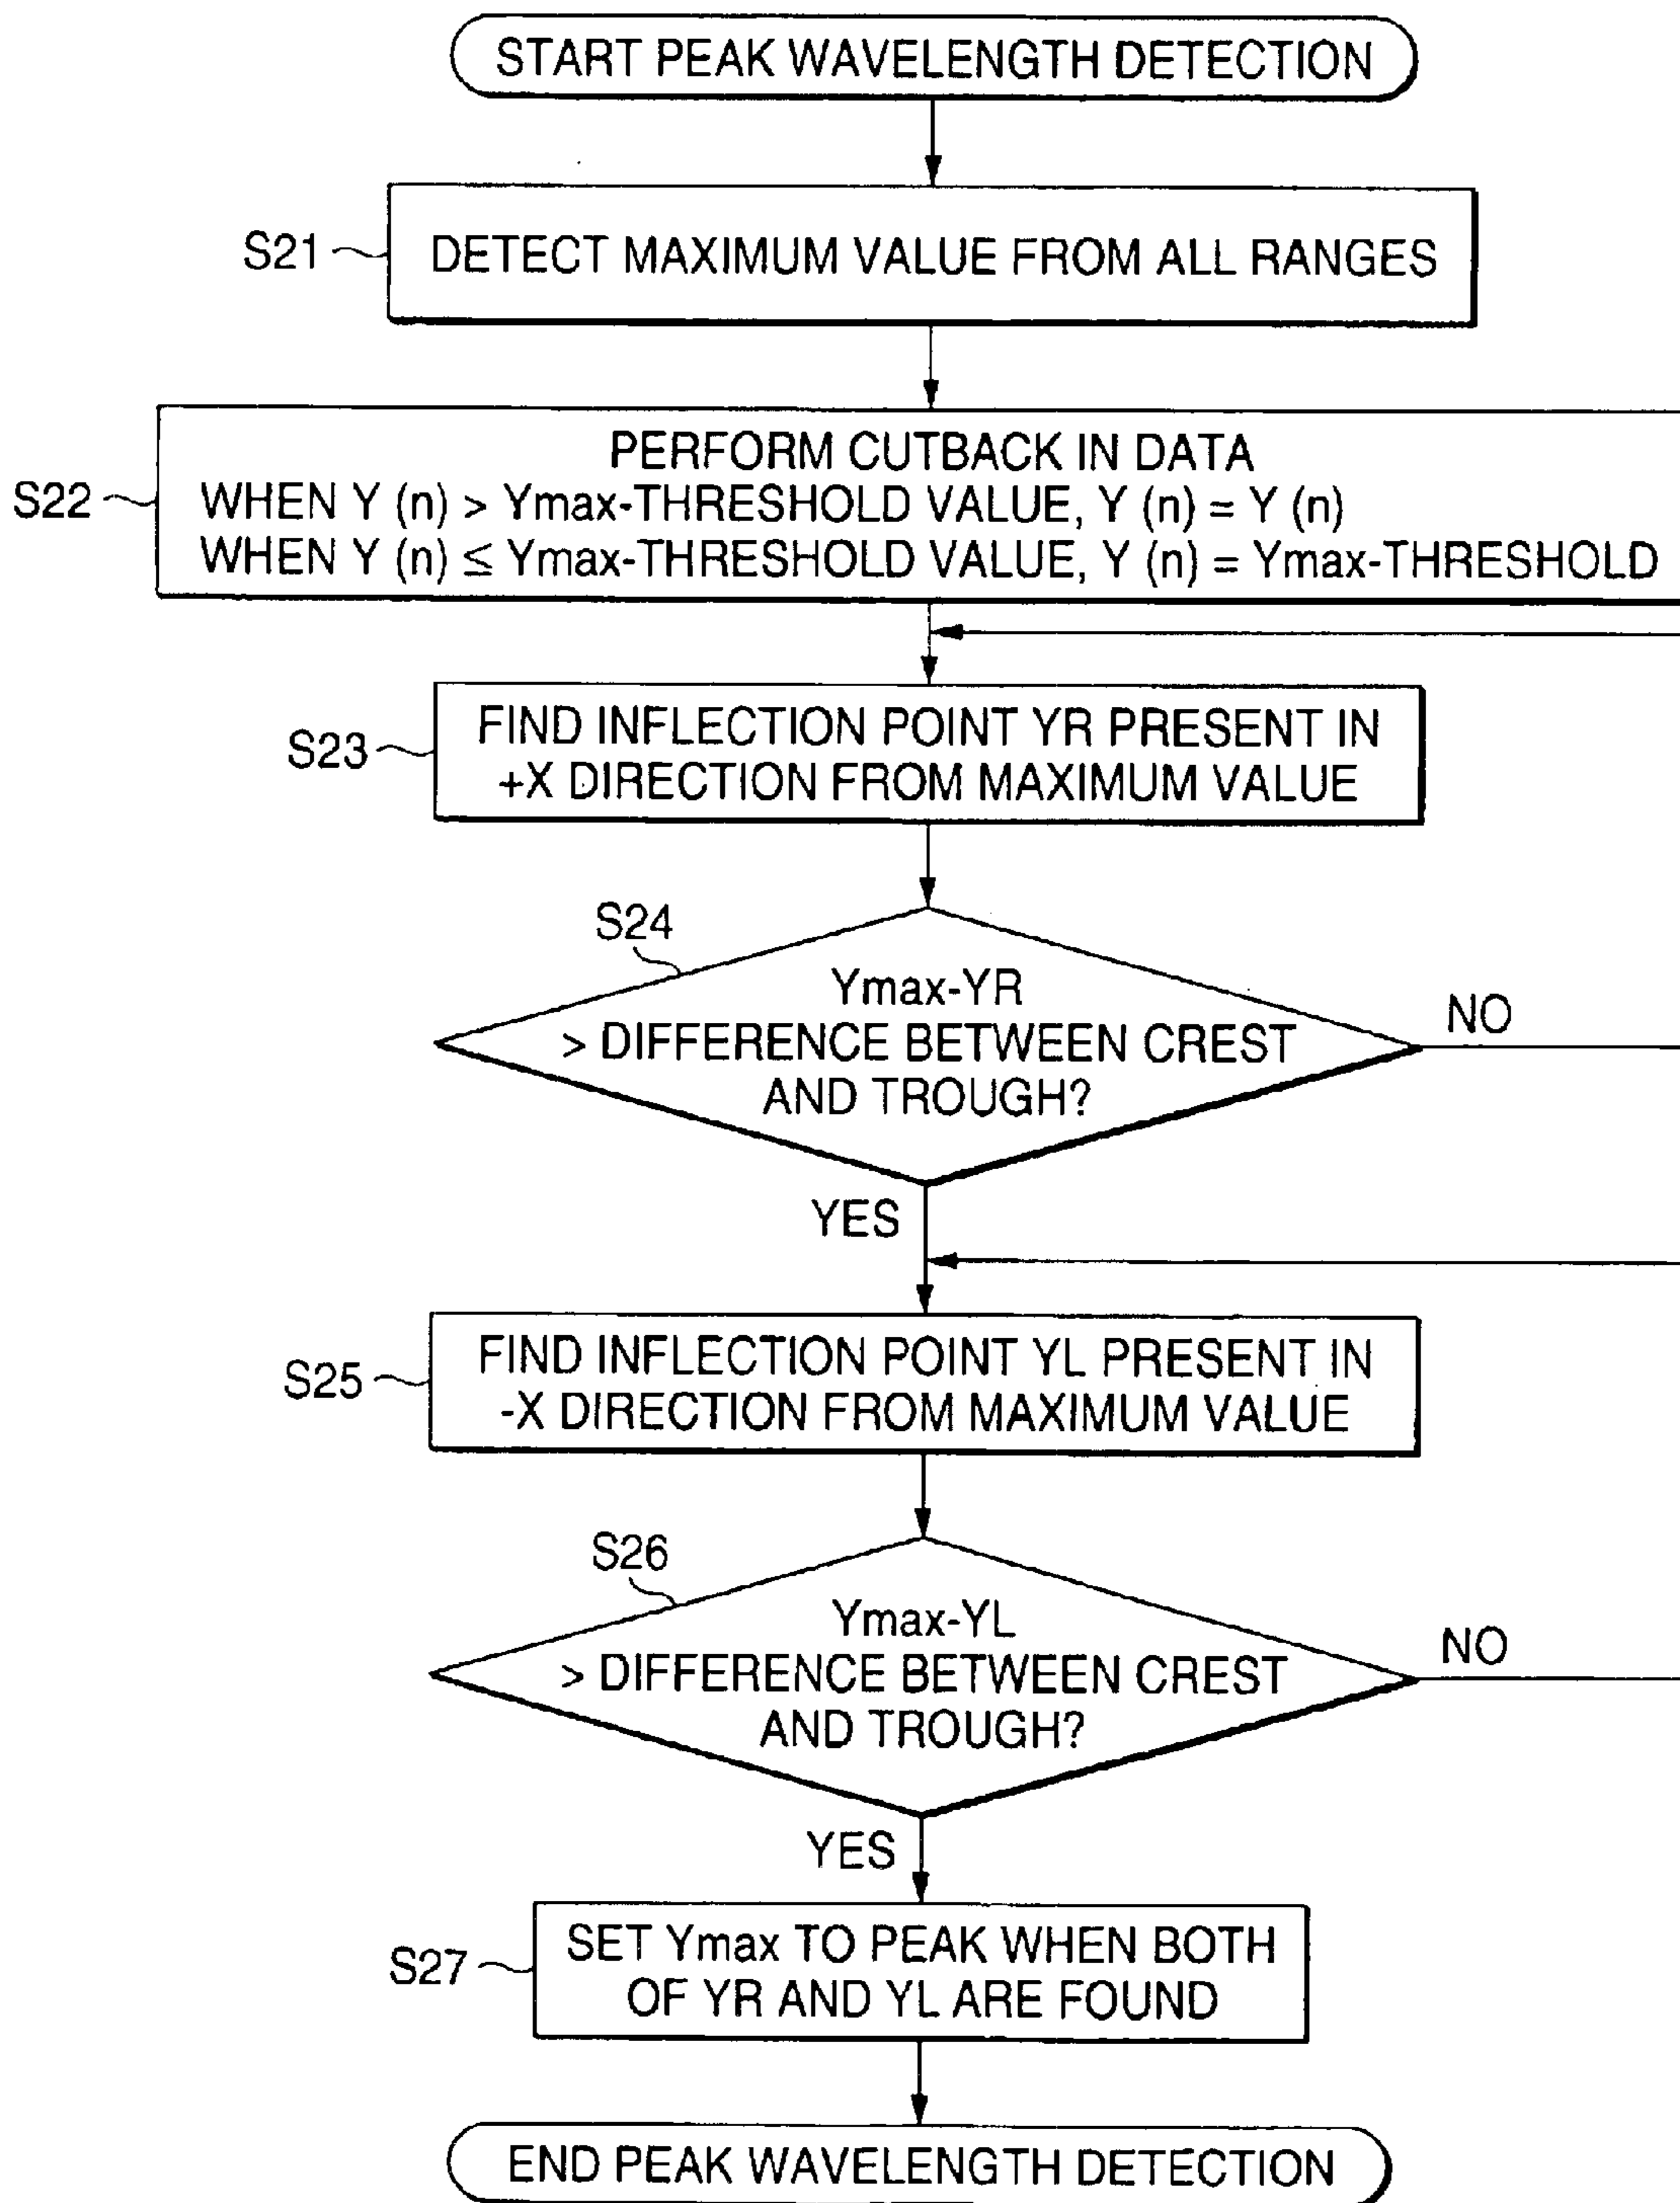 START PEAK WAVELENGTH DETECTION
S21
DETECT MAXIMUM VALUE FROM ALL RANGES
S22
PERFORM CUTBACK IN DATA
WHEN Y (n) > Ymax-THRESHOLD VALUE, Y (n) = Y (n)
WHEN Y (n) ≤ Ymax-THRESHOLD VALUE, Y (n) = Ymax-THRESHOLD
S23
FIND INFLECTION POINT YR PRESENT IN
+X DIRECTION FROM MAXIMUM VALUE
S24
Ymax-YR
> DIFFERENCE BETWEEN CREST
AND TROUGH?
NO
YES
S25
FIND INFLECTION POINT YL PRESENT IN
-X DIRECTION FROM MAXIMUM VALUE
S26
Ymax-YL
> DIFFERENCE BETWEEN CREST
AND TROUGH?
NO
YES
S27
SET Ymax TO PEAK WHEN BOTH
OF YR AND YL ARE FOUND
END PEAK WAVELENGTH DETECTION